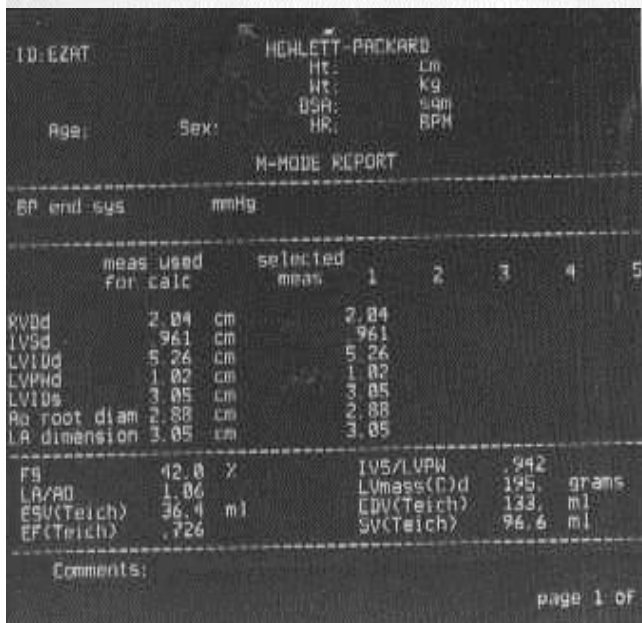 ID:EZAT
HEWLETT-PACKARD
Ht: cm
Wt: kg
BSA: sqm
Age: Sex: HR: BPM
M-MODE REPORT
BP end sys mmHg
meas used for calc selected meas 1 2 3 4 5
RVDd 2.04 cm 2.04
IVSd .961 cm .961
LVIDd 5.26 cm 5.26
LVPWd 1.02 cm 1.02
LVIDs 3.05 cm 3.05
Ao root diam 2.88 cm 2.88
LA dimension 3.05 cm 3.05
FS 42.0 % IVS/LVPW .942
LA/AO 1.06 LVmass(C)d 195. grams
ESV(Teich) 36.4 ml EDV(Teich) 133. ml
EF(Teich) .726 SV(Teich) 96.6 ml
Comments:
page 1 of